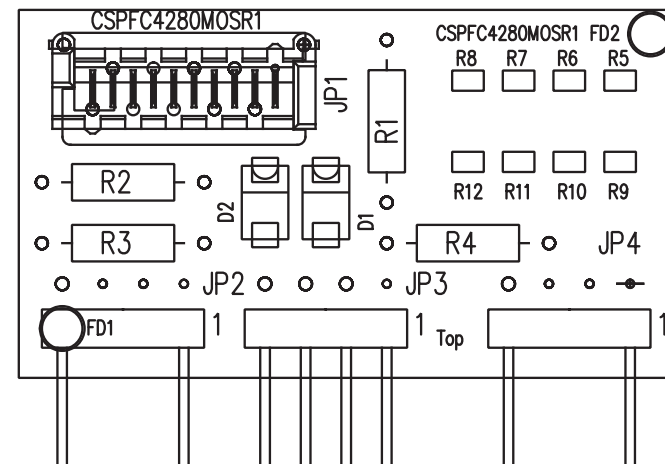 CSPFC4280MOSR1
CSPFC4280MOSR1 FD2
R8 R7 R6 R5
JP1
R1
R2
D2
D1
R12 R11 R10 R9
R3
R4
JP4
JP2
JP3
FD1
1
1
Top
1